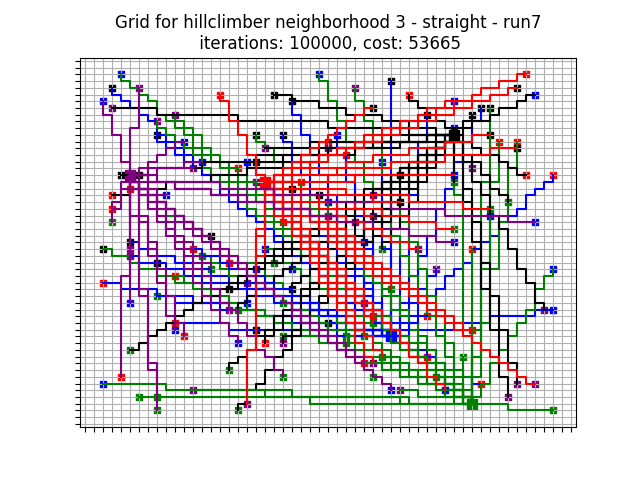 Grid for hillclimber neighborhood 3 - straight - run7
iterations: 100000, cost: 53665